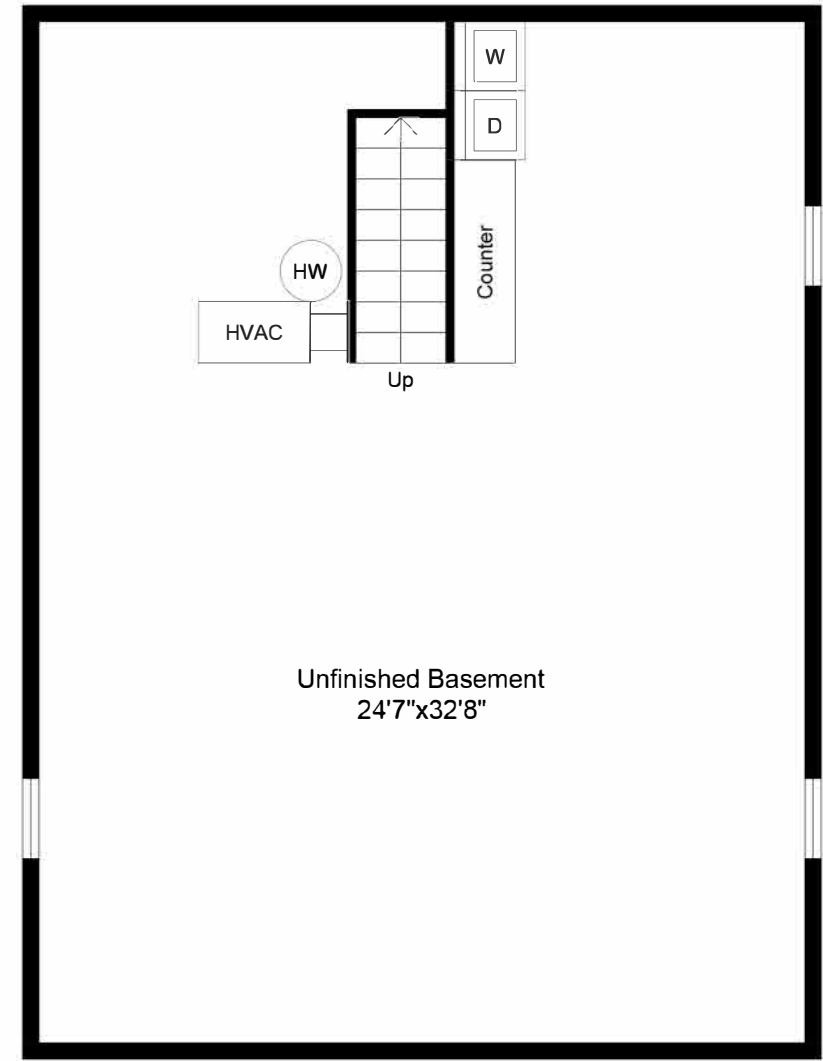 W
D
Counter
HW
HVAC
Up
Unfinished Basement
24'7"x32'8"